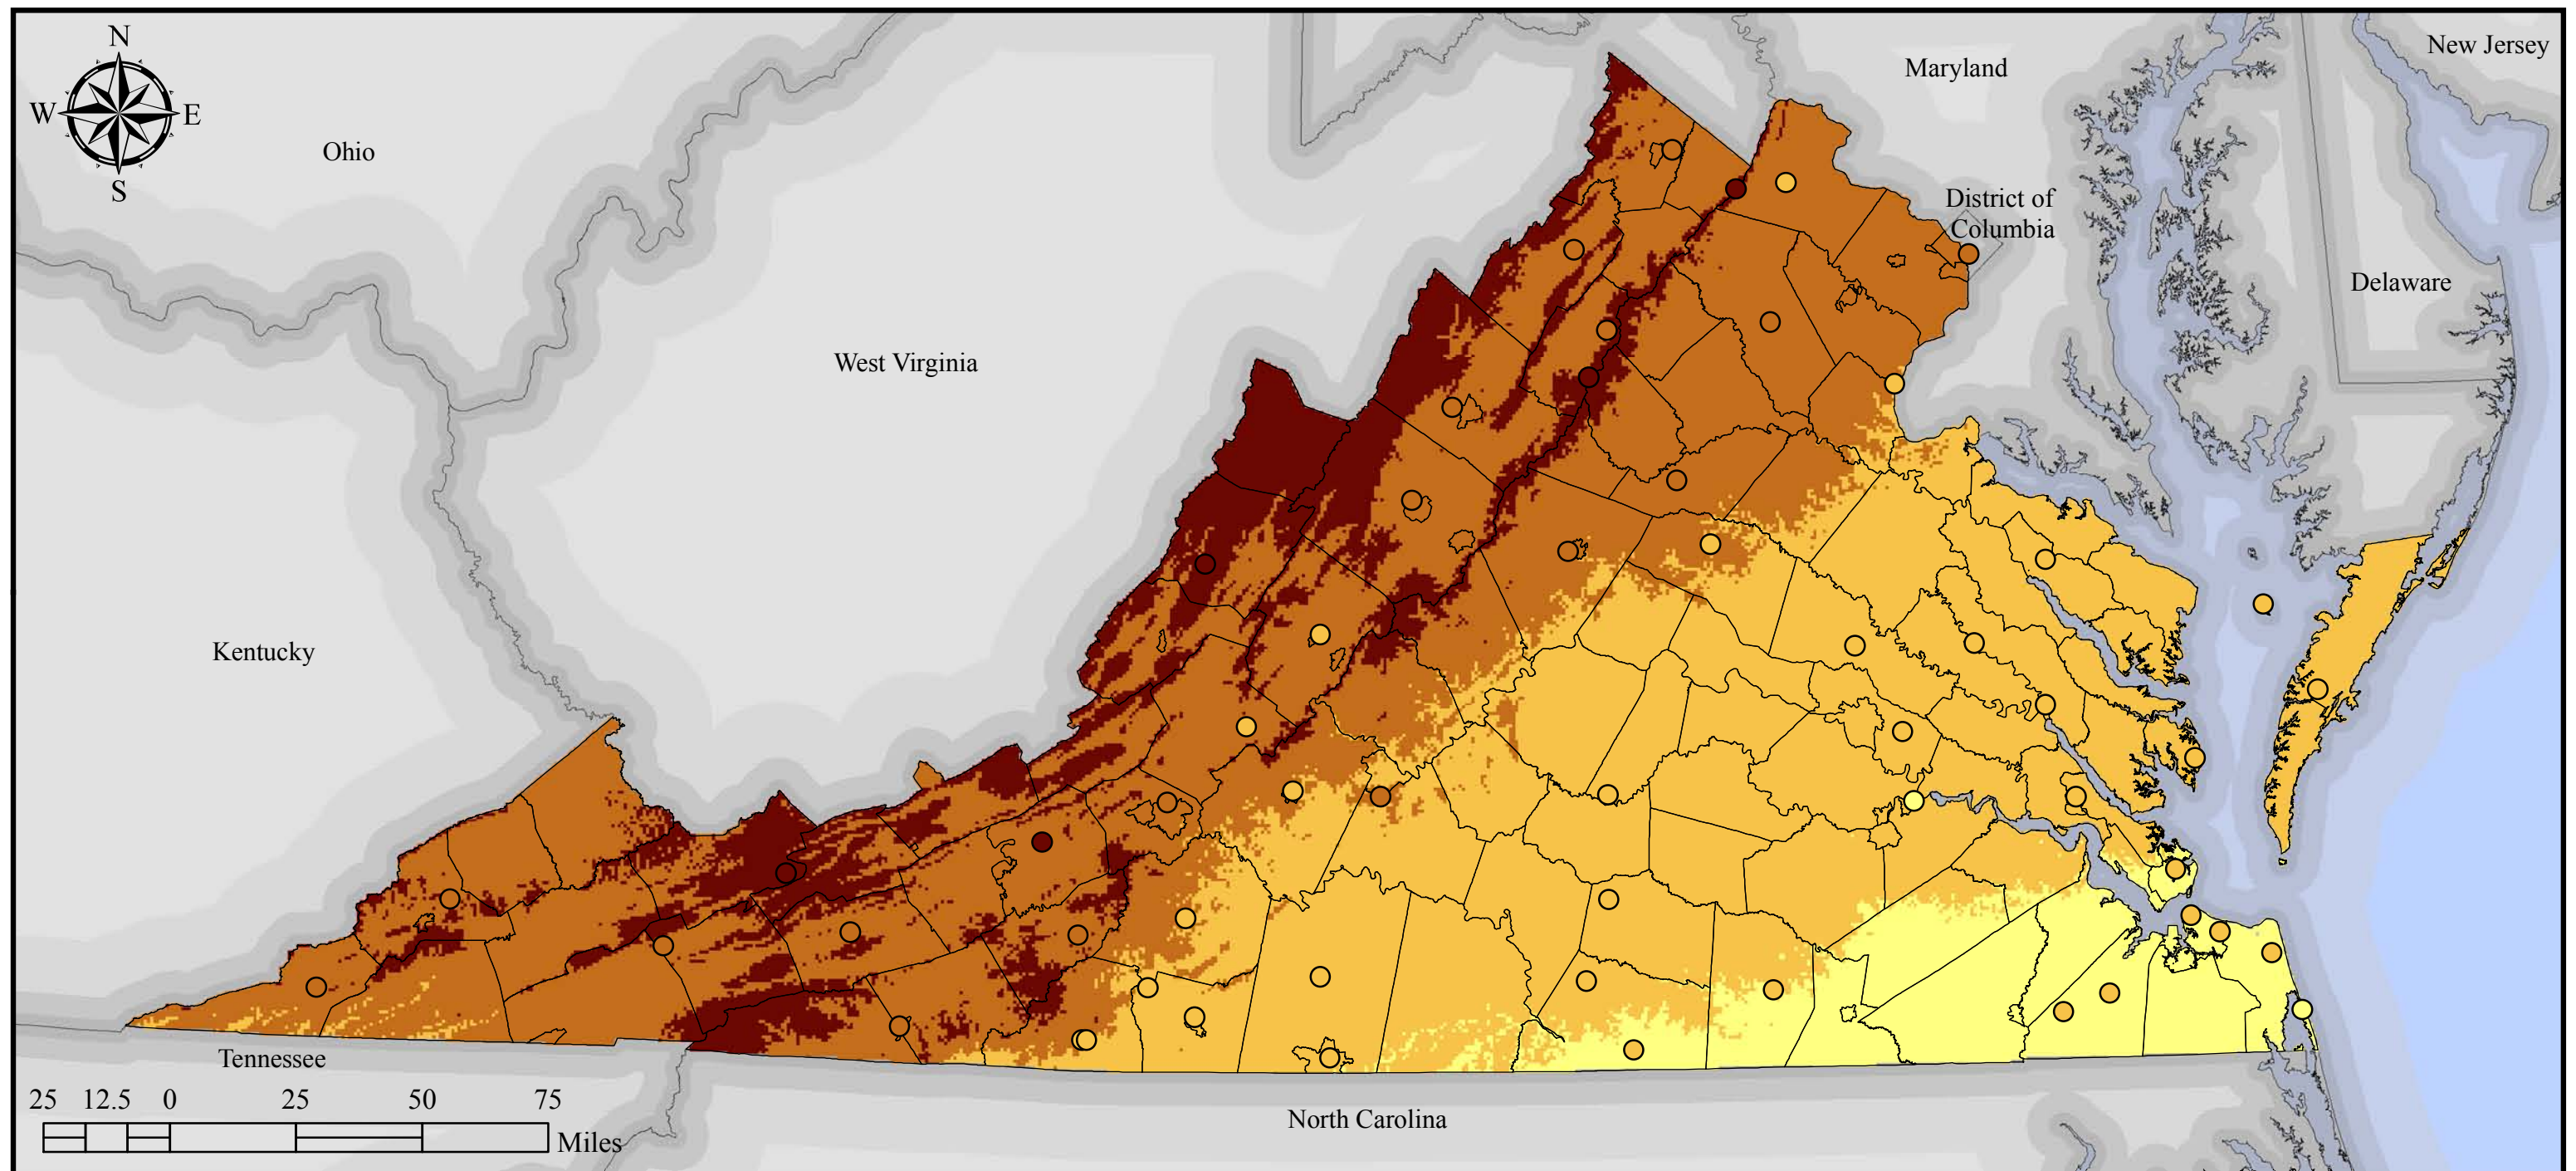 New Jersey
N
Maryland
W
E
Ohio
S
District of
Columbia
Delaware
West Virginia
Kentucky
Tennessee
25 12.5 0 25 50 75
Miles
North Carolina